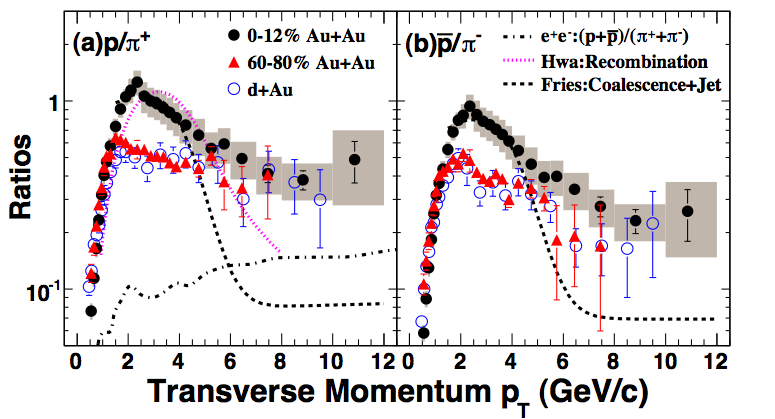 (a)p/π⁺
0-12% Au+Au
60-80% Au+Au
d+Au
(b)p̅/π⁻
e⁺e⁻:(p+p̅)/(π⁺+π⁻)
Hwa:Recombination
Fries:Coalescence+Jet
Ratios
1
10⁻¹
0 2 4 6 8 10 12 0 2 4 6 8 10 12
Transverse Momentum p_T (GeV/c)